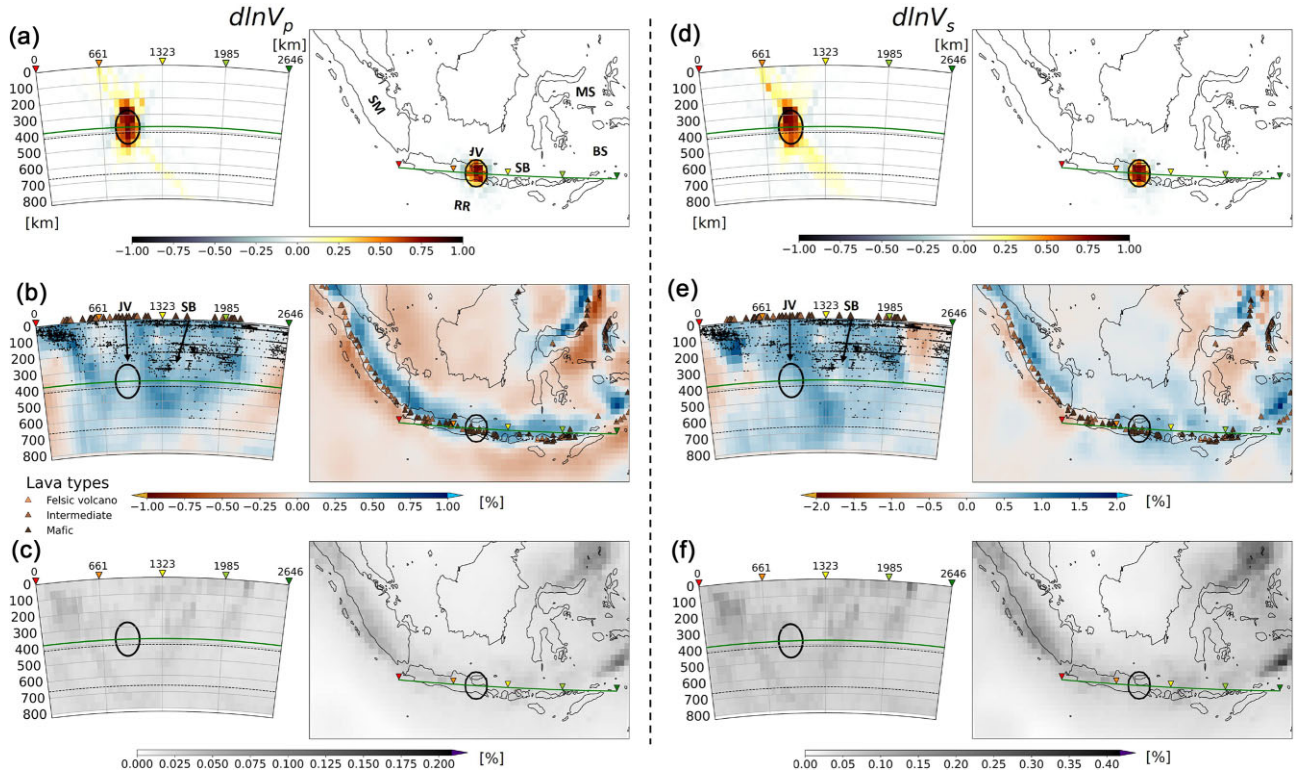 dlnVp
dlnVs
(a)
[km]
0
661
1323
1985
2646
0
100
200
300
400
500
600
700
800
[km]
SM
MS
JV
SB
BS
RR
−1.00 −0.75 −0.50 −0.25 0.00 0.25 0.50 0.75 1.00
(d)
[km]
0
661
1323
1985
2646
0
100
200
300
400
500
600
700
800
[km]
−1.00 −0.75 −0.50 −0.25 0.00 0.25 0.50 0.75 1.00
(b)
JV
SB
0
661
1323
1985
2646
0
100
200
300
400
500
600
700
800
Lava types
Felsic volcano
Intermediate
Mafic
−1.00 −0.75 −0.50 −0.25 0.00 0.25 0.50 0.75 1.00
[%]
(e)
JV
SB
0
661
1323
1985
2646
0
100
200
300
400
500
600
700
800
−2.0 −1.5 −1.0 −0.5 0.0 0.5 1.0 1.5 2.0
[%]
(c)
0
661
1323
1985
2646
0
100
200
300
400
500
600
700
800
0.000 0.025 0.050 0.075 0.100 0.125 0.150 0.175 0.200
[%]
(f)
0
661
1323
1985
2646
0
100
200
300
400
500
600
700
800
0.00 0.05 0.10 0.15 0.20 0.25 0.30 0.35 0.40
[%]